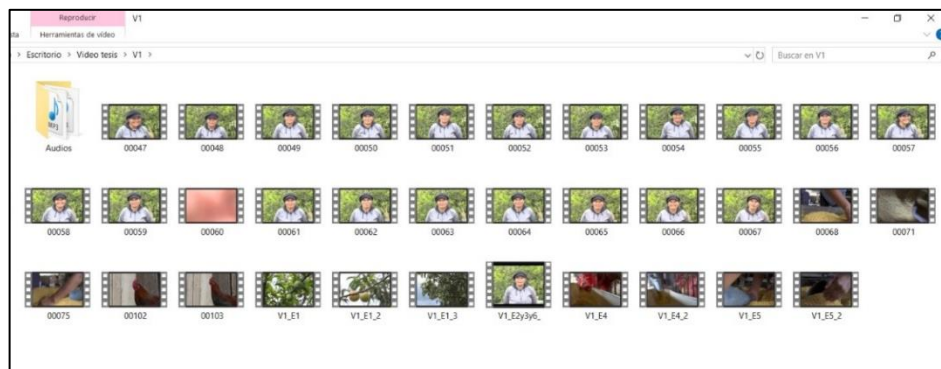 Reproducir V1
Herramientas de vídeo
> Escritorio > Video tesis > V1 >
Buscar en V1
Audios 00047 00048 00049 00050 00051 00052 00053 00054 00055 00056 00057
00058 00059 00060 00061 00062 00063 00064 00065 00066 00067 00068 00071
00075 00102 00103 V1_E1 V1_E1_2 V1_E1_3 V1_E2y3y6_ V1_E4 V1_E4_2 V1_E5 V1_E5_2